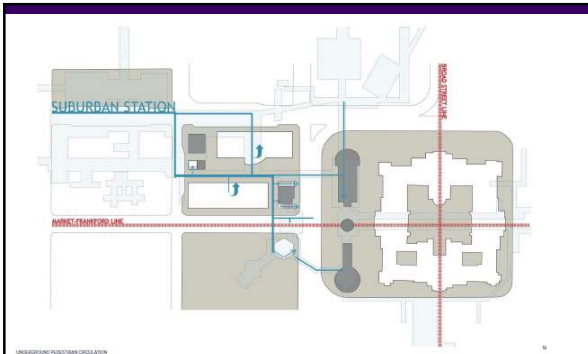 SUBURBAN STATION
BROAD STREET LINE
MARKET-FRANKFORD LINE
UNDERGROUND PEDESTRIAN CIRCULATION